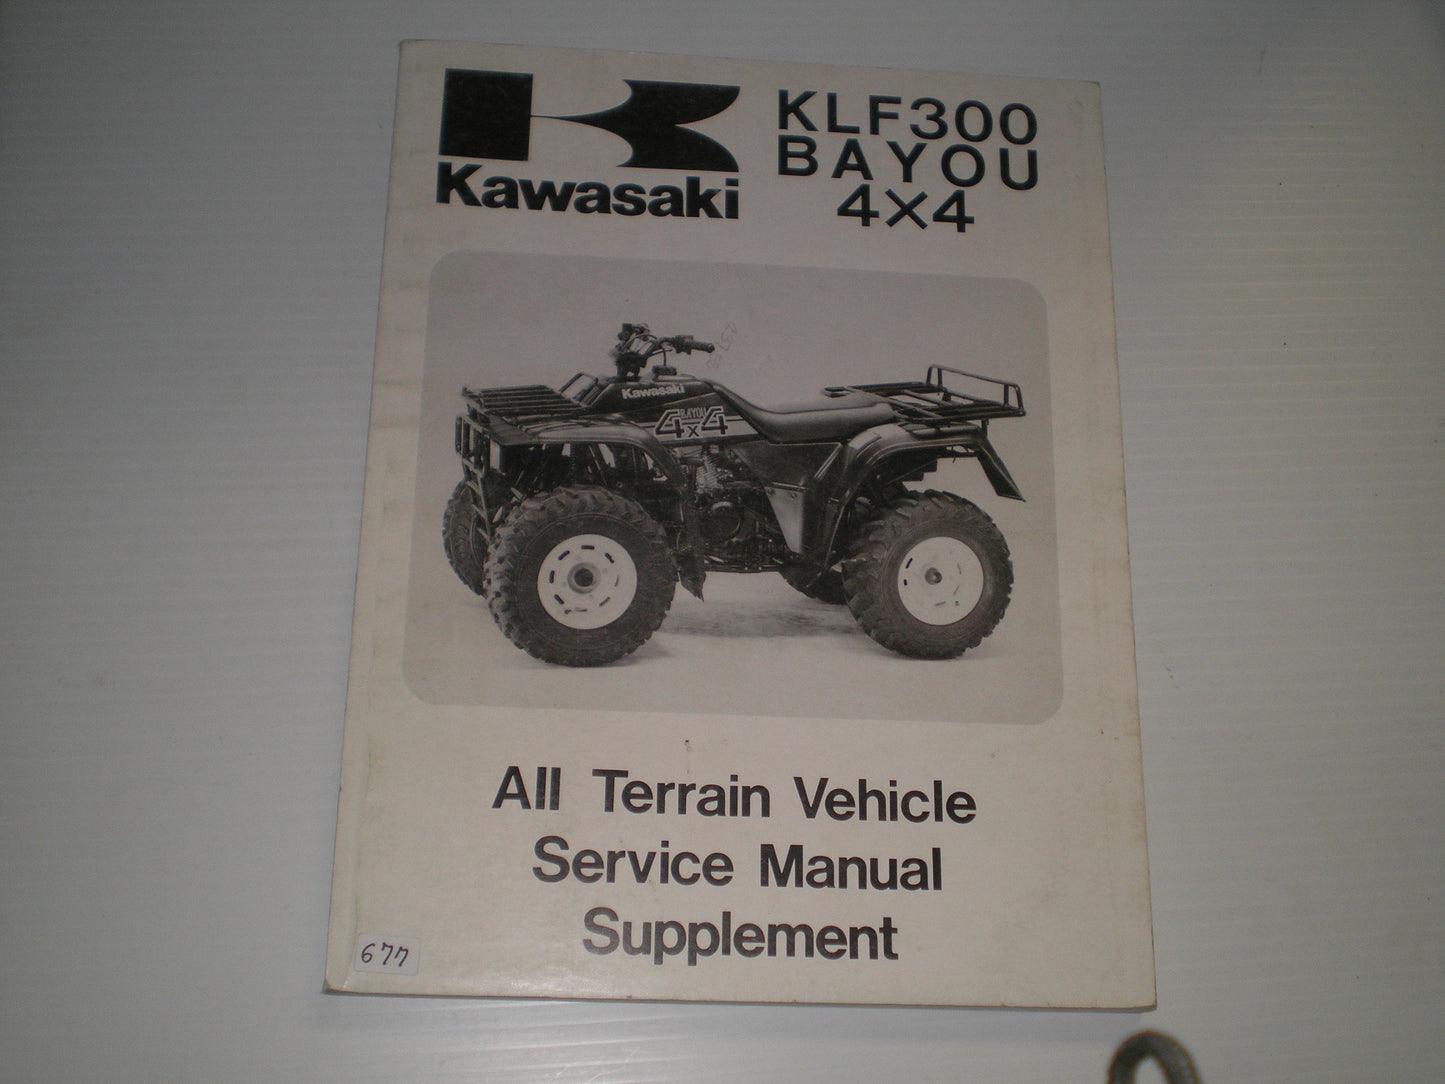 Kawasaki
KLF300
BAYOU
4×4
Kawasaki
BAYOU
4x4
All Terrain Vehicle
Service Manual
Supplement
677